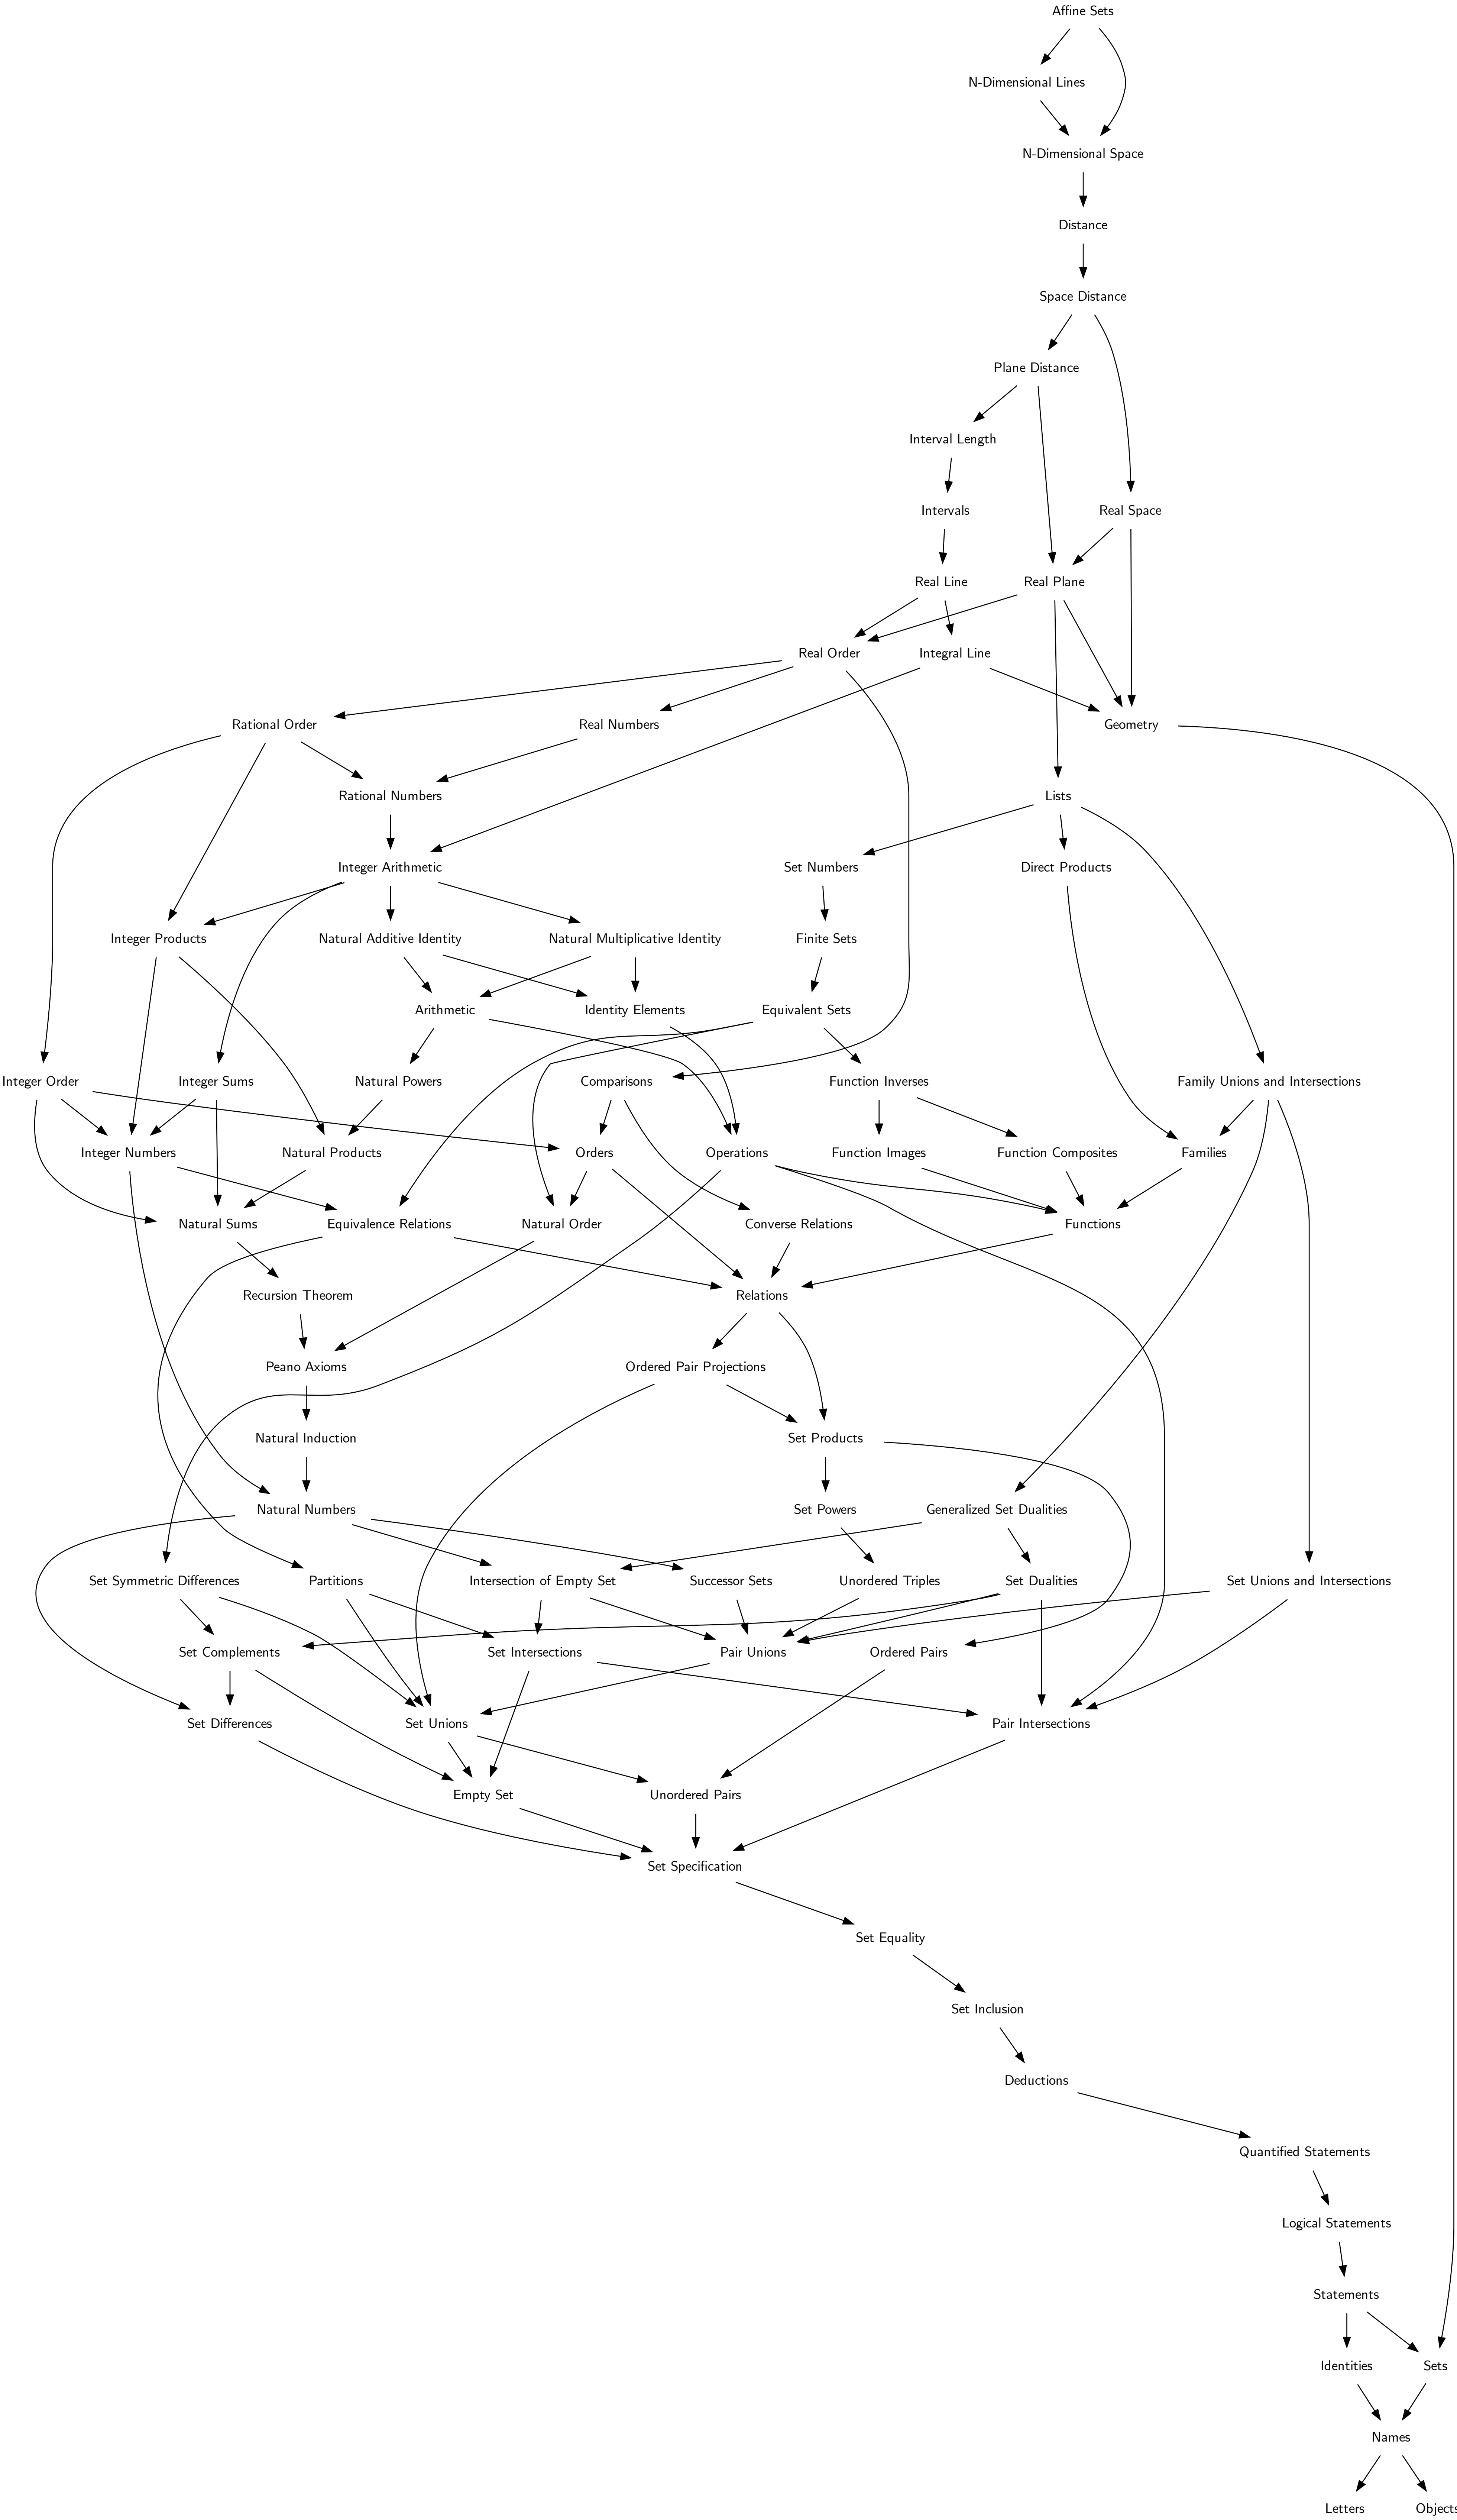 Affine Sets
N-Dimensional Lines
N-Dimensional Space
Distance
Space Distance
Plane Distance
Interval Length
Intervals
Real Space
Real Line
Real Plane
Real Order
Integral Line
Rational Order
Real Numbers
Geometry
Rational Numbers
Lists
Integer Arithmetic
Set Numbers
Direct Products
Integer Products
Natural Additive Identity
Natural Multiplicative Identity
Finite Sets
Arithmetic
Identity Elements
Equivalent Sets
Integer Order
Integer Sums
Natural Powers
Comparisons
Function Inverses
Family Unions and Intersections
Integer Numbers
Natural Products
Orders
Operations
Function Images
Function Composites
Families
Natural Sums
Equivalence Relations
Natural Order
Converse Relations
Functions
Recursion Theorem
Relations
Peano Axioms
Ordered Pair Projections
Natural Induction
Set Products
Natural Numbers
Set Powers
Generalized Set Dualities
Set Symmetric Differences
Partitions
Intersection of Empty Set
Successor Sets
Unordered Triples
Set Dualities
Set Unions and Intersections
Set Complements
Set Intersections
Pair Unions
Ordered Pairs
Set Differences
Set Unions
Pair Intersections
Empty Set
Unordered Pairs
Set Specification
Set Equality
Set Inclusion
Deductions
Quantified Statements
Logical Statements
Statements
Identities
Sets
Names
Letters
Objects